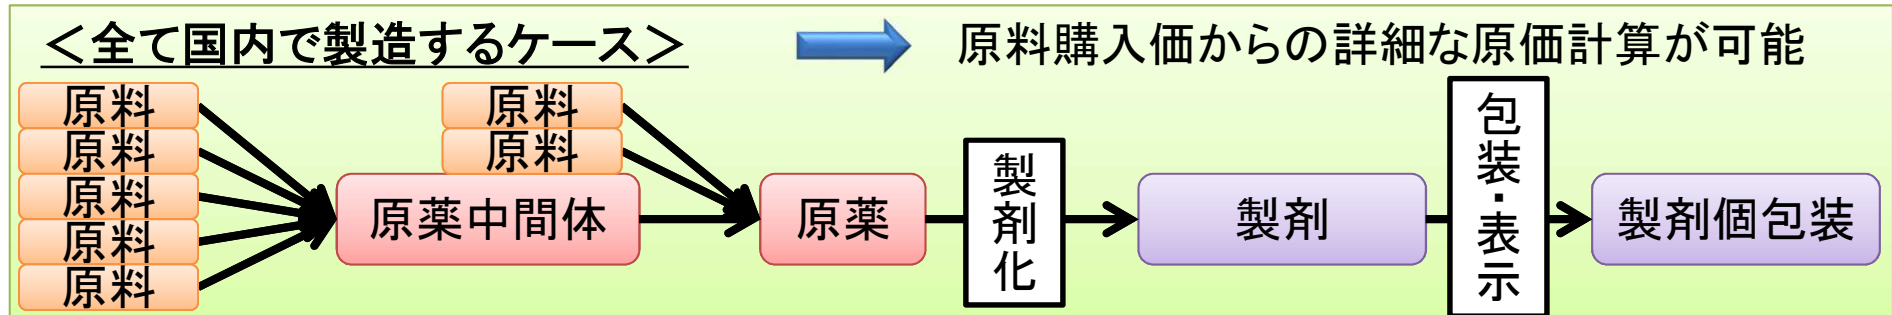 ＜全て国内で製造するケース＞
原料購入価からの詳細な原価計算が可能
原料
原料
原料
原料
原料
原料
原料
原薬中間体
原薬
製剤化
製剤
包装・表示
製剤個包装